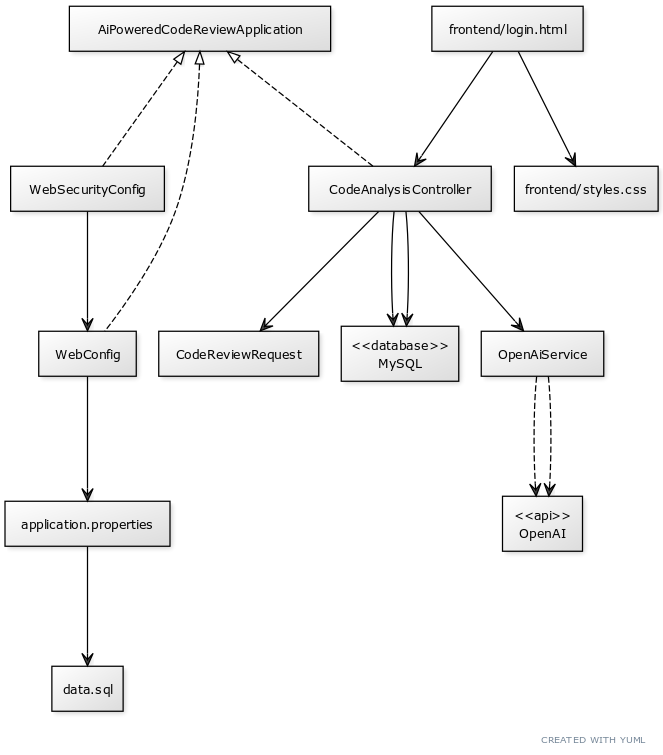 AiPoweredCodeReviewApplication
frontend/login.html
WebSecurityConfig
CodeAnalysisController
frontend/styles.css
WebConfig
CodeReviewRequest
<<database>>
MySQL
OpenAiService
application.properties
<<api>>
OpenAI
data.sql
CREATED WITH YUML